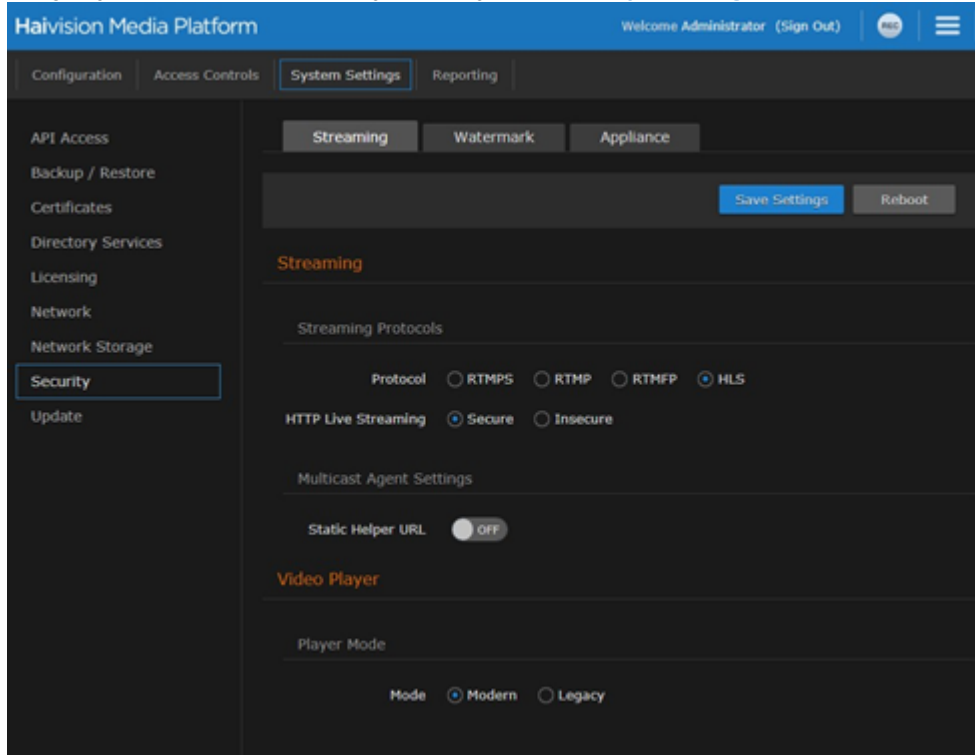 Haivision Media Platform Welcome Administrator (Sign Out) REC
Configuration Access Controls System Settings Reporting
API Access
Backup / Restore
Certificates
Directory Services
Licensing
Network
Network Storage
Security
Update
Streaming Watermark Appliance
Save Settings Reboot
Streaming
Streaming Protocols
Protocol RTMPS RTMP RTMFP HLS
HTTP Live Streaming Secure Insecure
Multicast Agent Settings
Static Helper URL OFF
Video Player
Player Mode
Mode Modern Legacy